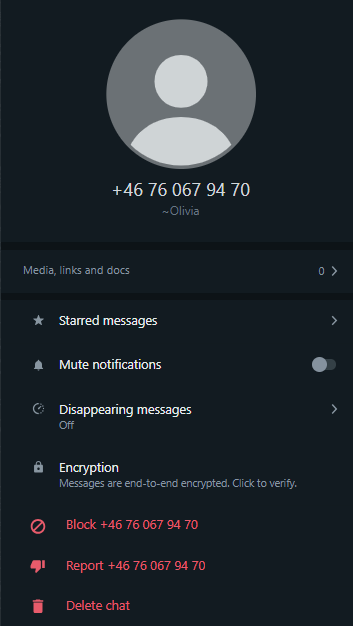 +46 76 067 94 70
~Olivia
Media, links and docs 0
Starred messages
Mute notifications
Disappearing messages
Off
Encryption
Messages are end-to-end encrypted. Click to verify.
Block +46 76 067 94 70
Report +46 76 067 94 70
Delete chat